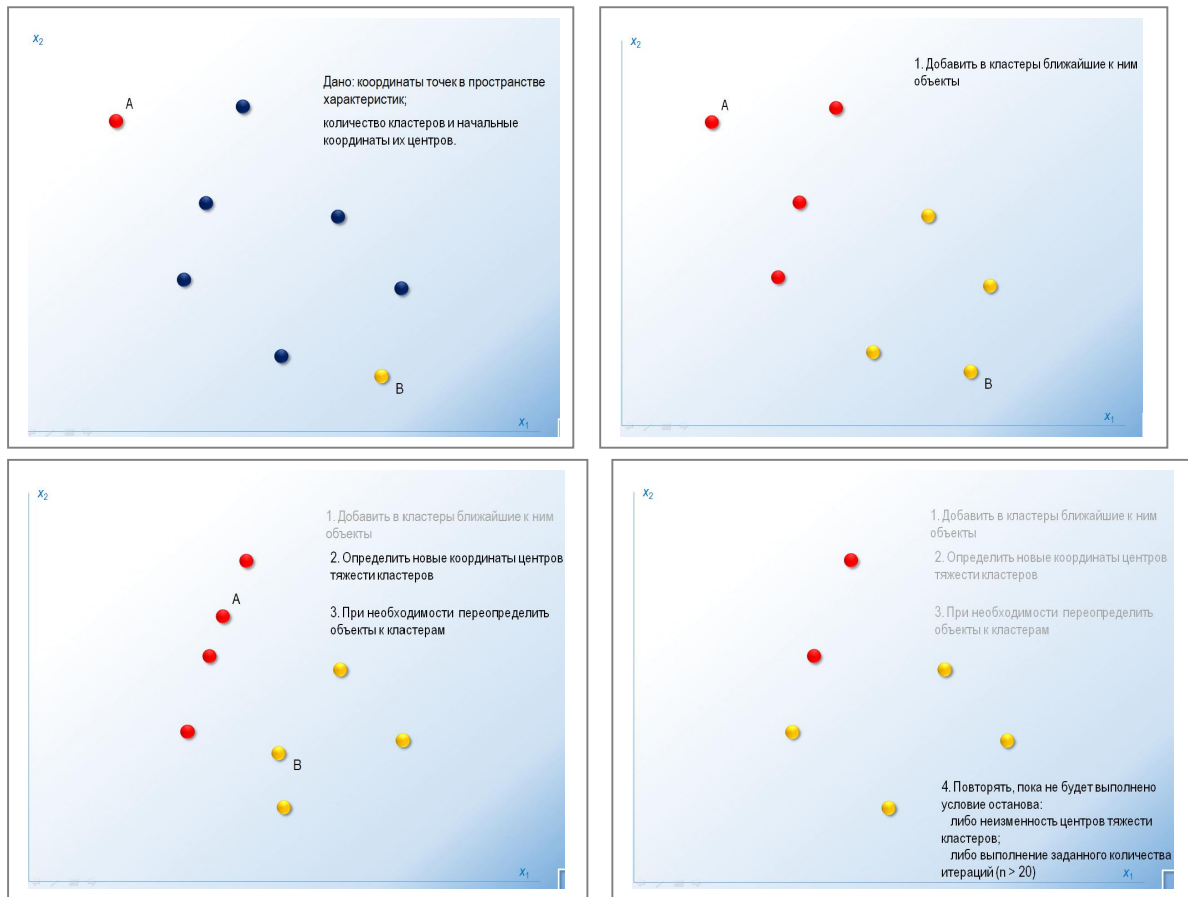 x₂
Дано: координаты точек в пространстве
характеристик;
количество кластеров и начальные
координаты их центров.
A
B
x₁
x₂
1. Добавить в кластеры ближайшие к ним
объекты
A
B
x₁
x₂
1. Добавить в кластеры ближайшие к ним
объекты
2. Определить новые координаты центров
тяжести кластеров
A
3. При необходимости переопределить
объекты к кластерам
B
x₁
x₂
1. Добавить в кластеры ближайшие к ним
объекты
2. Определить новые координаты центров
тяжести кластеров
3. При необходимости переопределить
объекты к кластерам
4. Повторять, пока не будет выполнено
условие останова:
либо неизменность центров тяжести
кластеров;
либо выполнение заданного количества
итераций (n > 20)
x₁